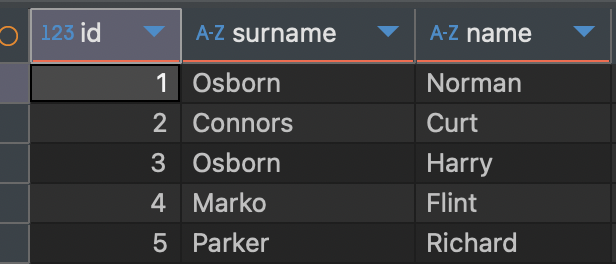 123 id A-Z surname A-Z name
1 Osborn Norman
2 Connors Curt
3 Osborn Harry
4 Marko Flint
5 Parker Richard